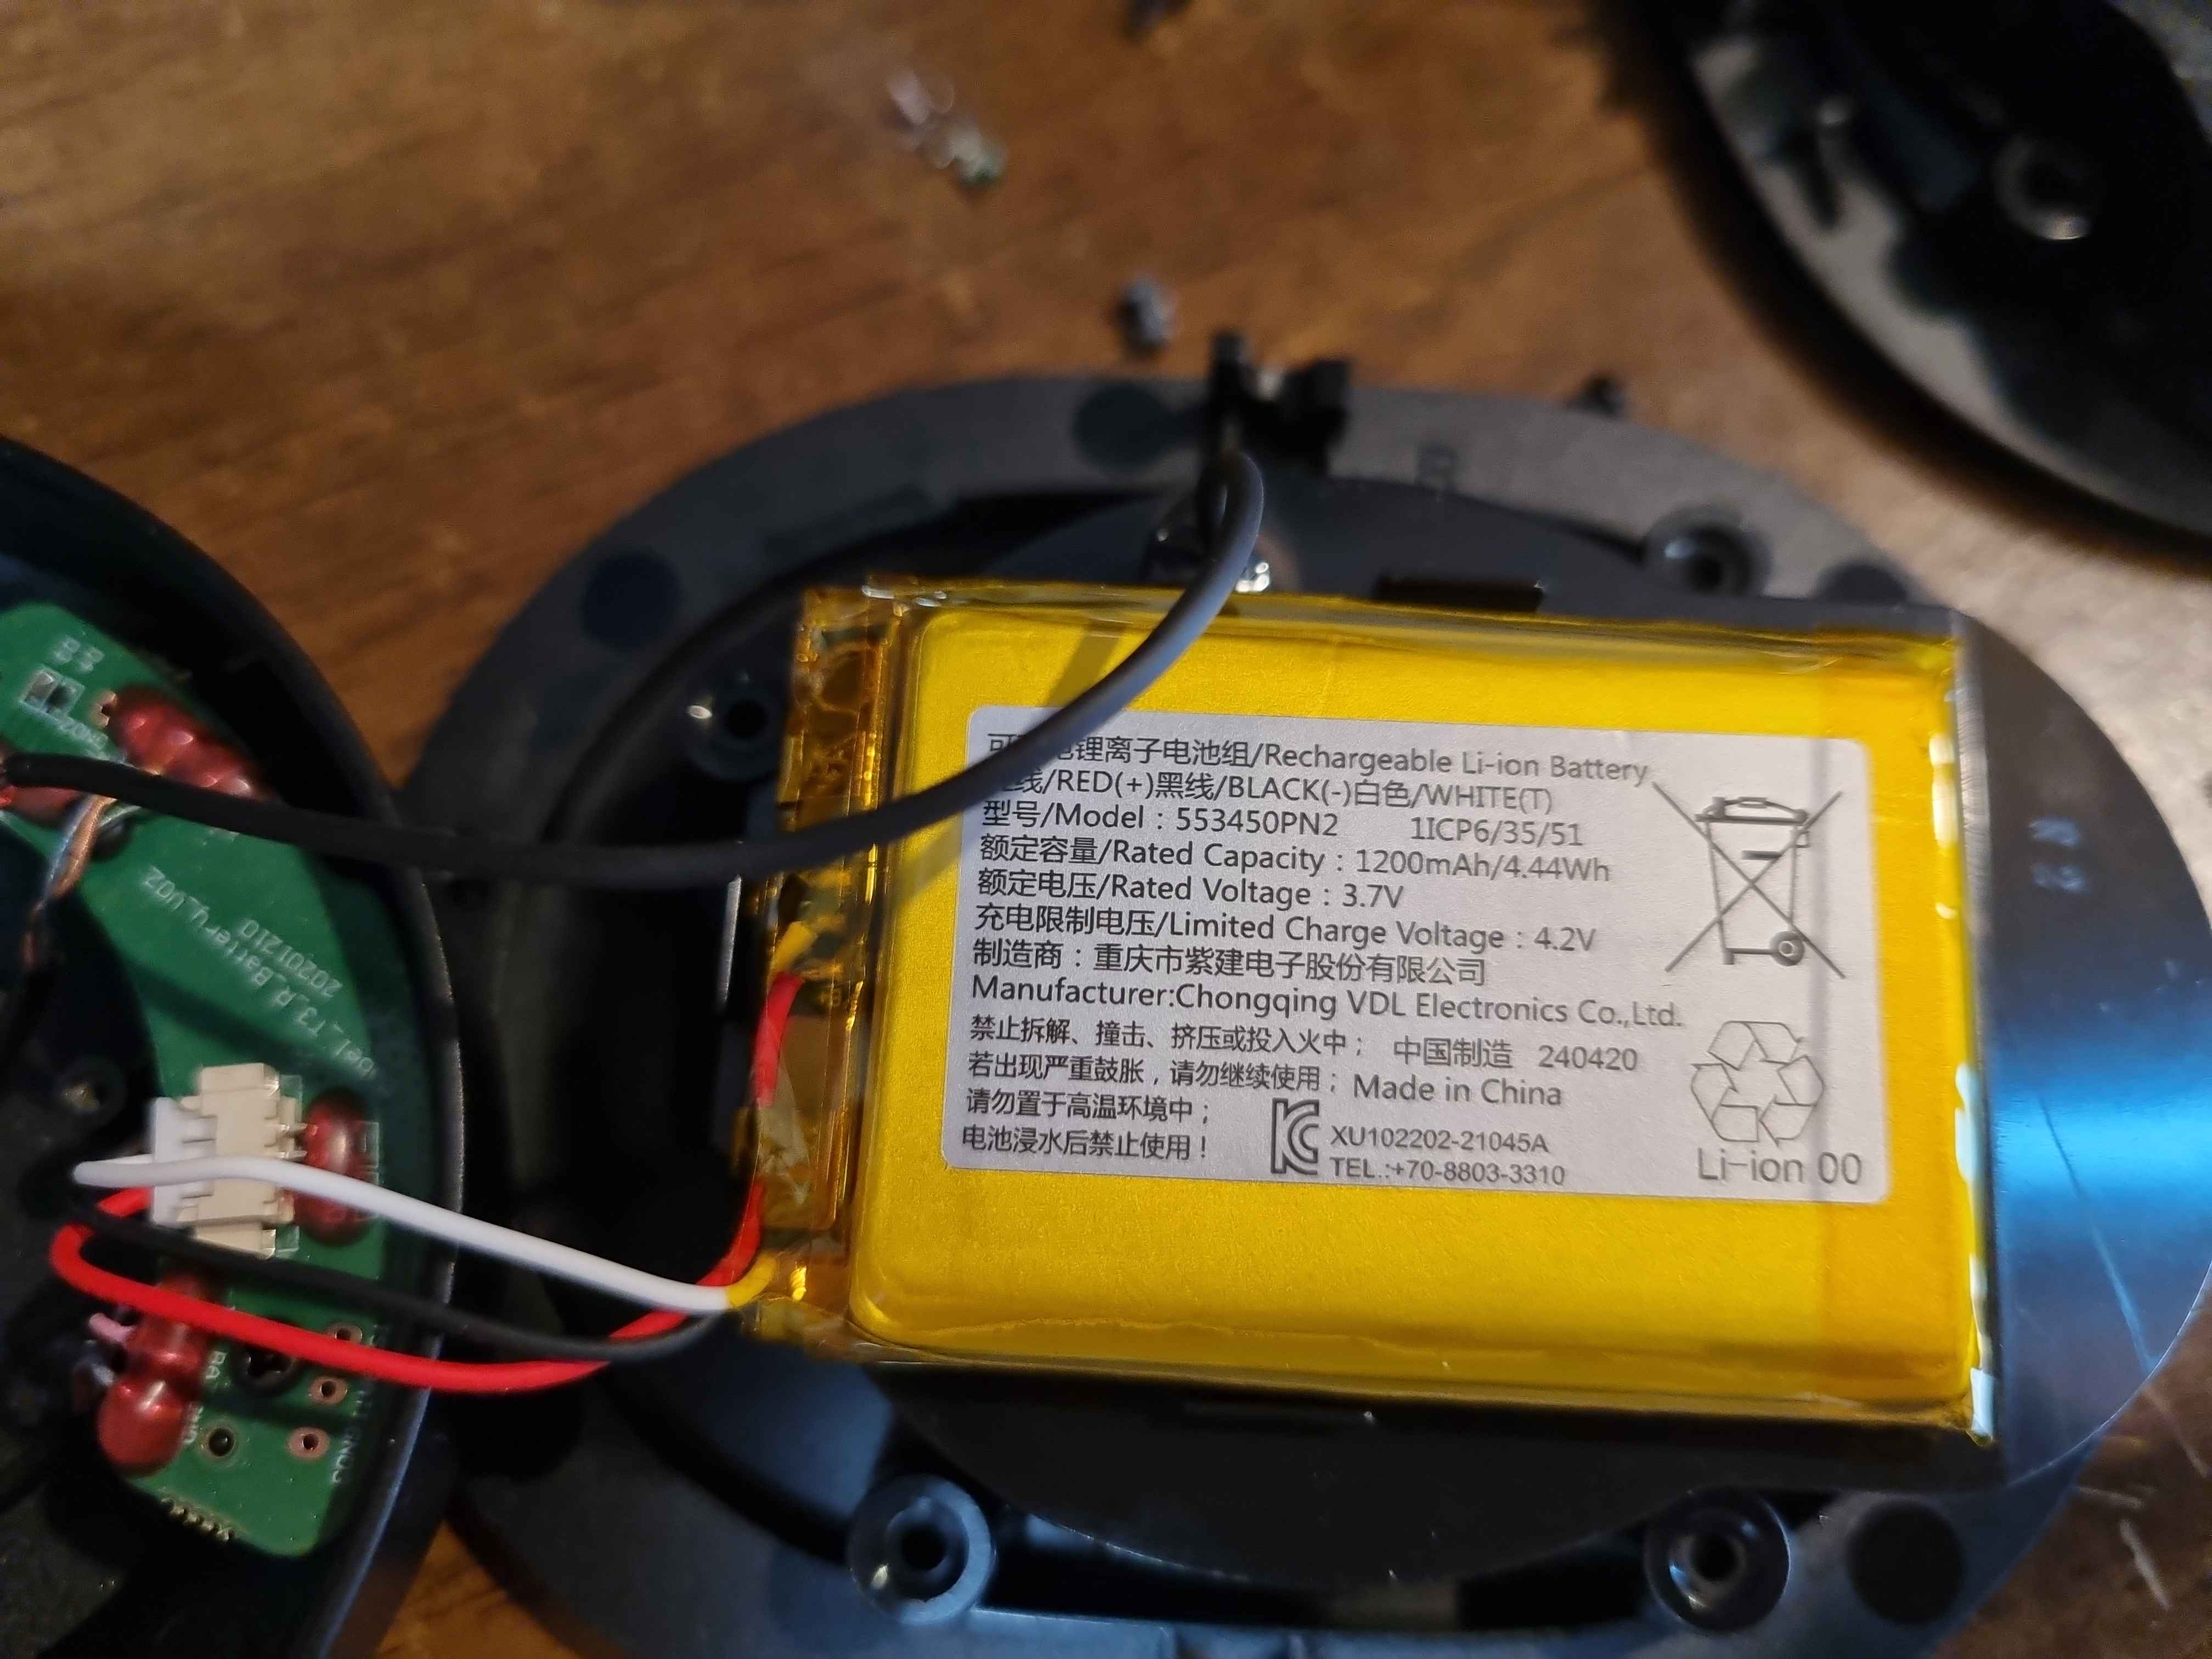 锂离子电池组/Rechargeable Li-ion Battery
线/RED(+)黑线/BLACK(-)白色/WHITE(T)
型号/Model：553450PN2 1ICP6/35/51
额定容量/Rated Capacity：1200mAh/4.44Wh
额定电压/Rated Voltage：3.7V
充电限制电压/Limited Charge Voltage：4.2V
制造商：重庆市紫建电子股份有限公司
Manufacturer:Chongqing VDL Electronics Co.,Ltd.
禁止拆解、撞击、挤压或投入火中； 中国制造 240420
若出现严重鼓胀，请勿继续使用；Made in China
请勿置于高温环境中；
电池浸水后禁止使用！
XU102202-21045A
TEL.:+70-8803-3310
Li-ion 00
T3_R_Battery_V02
20201210